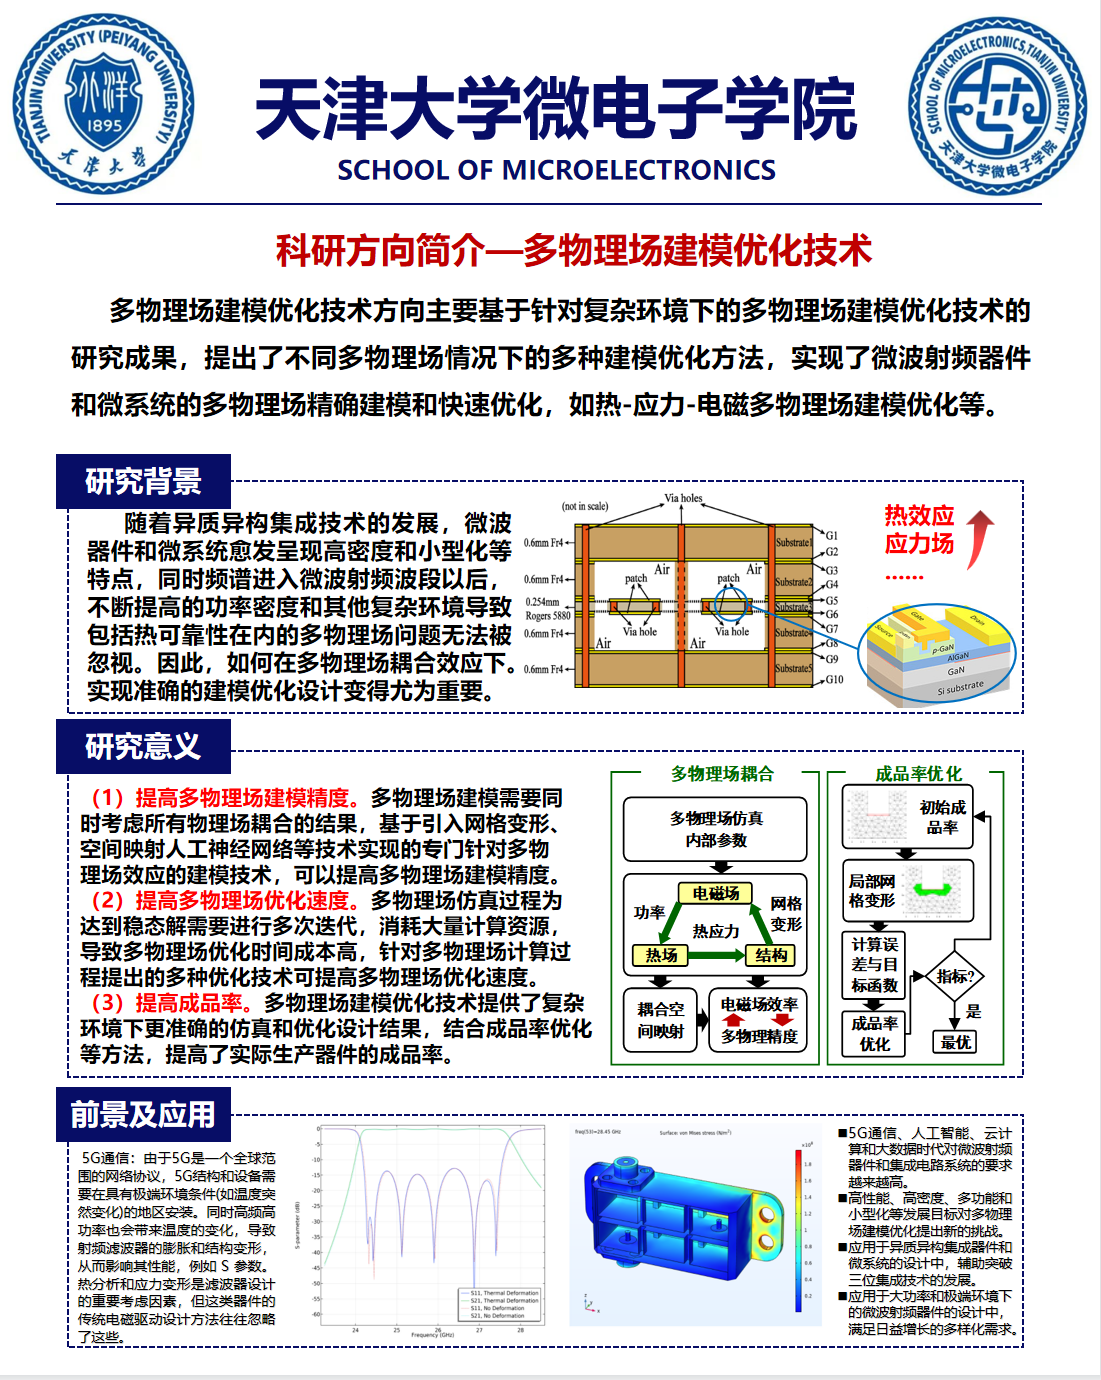 TIANJIN UNIVERSITY (PEIYANG UNIVERSITY)
北洋
1895
天津大学
天津大学微电子学院
SCHOOL OF MICROELECTRONICS
SCHOOL OF MICROELECTRONICS, TIANJIN UNIVERSITY
天津大学微电子学院
科研方向简介—多物理场建模优化技术
多物理场建模优化技术方向主要基于针对复杂环境下的多物理场建模优化技术的
研究成果，提出了不同多物理场情况下的多种建模优化方法，实现了微波射频器件
和微系统的多物理场精确建模和快速优化，如热-应力-电磁多物理场建模优化等。
研究背景
随着异质异构集成技术的发展，微波
器件和微系统愈发呈现高密度和小型化等
特点，同时频谱进入微波射频波段以后，
不断提高的功率密度和其他复杂环境导致
包括热可靠性在内的多物理场问题无法被
忽视。因此，如何在多物理场耦合效应下。
实现准确的建模优化设计变得尤为重要。
(not in scale)
Via holes
0.6mm Fr4
0.6mm Fr4
0.254mm
Rogers 5880
0.6mm Fr4
0.6mm Fr4
Air
Air
patch
patch
Via hole
Via hole
Air
Air
Substrate1
Substrate2
Substrate3
Substrate4
Substrate5
G1
G2
G3
G4
G5
G6
G7
G8
G9
G10
热效应
应力场
......
Source
Gate
Drain
P-GaN
AlGaN
GaN
Si substrate
研究意义
（1）提高多物理场建模精度。多物理场建模需要同
时考虑所有物理场耦合的结果，基于引入网格变形、
空间映射人工神经网络等技术实现的专门针对多物
理场效应的建模技术，可以提高多物理场建模精度。
（2）提高多物理场优化速度。多物理场仿真过程为
达到稳态解需要进行多次迭代，消耗大量计算资源，
导致多物理场优化时间成本高，针对多物理场计算过
程提出的多种优化技术可提高多物理场优化速度。
（3）提高成品率。多物理场建模优化技术提供了复杂
环境下更准确的仿真和优化设计结果，结合成品率优化
等方法，提高了实际生产器件的成品率。
多物理场耦合
多物理场仿真
内部参数
电磁场
功率
网格
变形
热应力
热场
结构
耦合空
间映射
电磁场效率
多物理精度
成品率优化
初始成
品率
局部网
格变形
计算误
差与目
标函数
指标?
是
成品率
优化
最优
前景及应用
5G通信：由于5G是一个全球范
围的网络协议，5G结构和设备需
要在具有极端环境条件(如温度突
然变化)的地区安装。同时高频高
功率也会带来温度的变化，导致
射频滤波器的膨胀和结构变形，
从而影响其性能，例如 S 参数。
热分析和应力变形是滤波器设计
的重要考虑因素，但这类器件的
传统电磁驱动设计方法往往忽略
了这些。
S-parameter (dB)
0
-5
-10
-15
-20
-25
-30
-35
-40
-45
-50
-55
-60
S11, Thermal Deformation
S21, Thermal Deformation
S11, No Deformation
S21, No Deformation
24
25
26
27
28
Frequency (GHz)
freq(53)=28.45 GHz
Surface: von Mises stress (N/m²)
1.8
1.6
1.4
1.2
1
0.8
0.6
0.4
0.2
z
y
x
■5G通信、人工智能、云计
算和大数据时代对微波射频
器件和集成电路系统的要求
越来越高。
■高性能、高密度、多功能和
小型化等发展目标对多物理
场建模优化提出新的挑战。
■应用于异质异构集成器件和
微系统的设计中，辅助突破
三位集成技术的发展。
■应用于大功率和极端环境下
的微波射频器件的设计中，
满足日益增长的多样化需求。